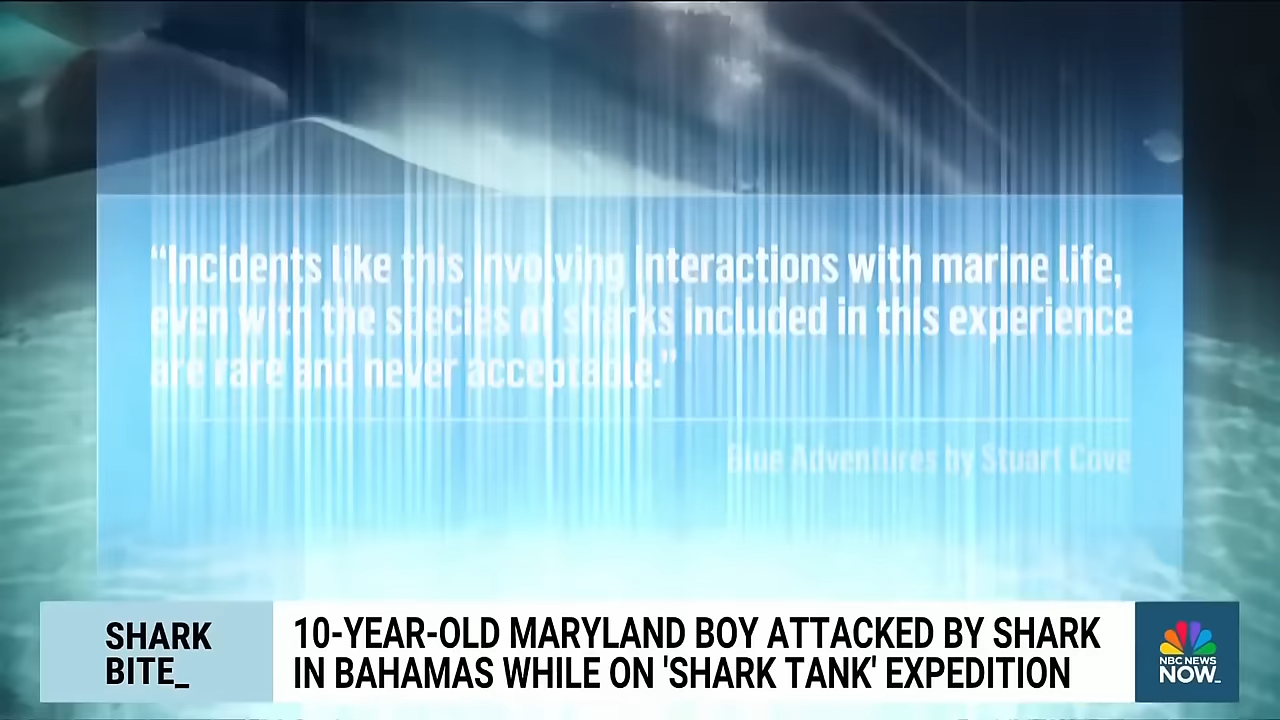 “Incidents like this involving interactions with marine life,
even with the species of sharks included in this experience
are rare and never acceptable.”
Blue Adventures by Stuart Cove
SHARK
BITE_
10-YEAR-OLD MARYLAND BOY ATTACKED BY SHARK
IN BAHAMAS WHILE ON 'SHARK TANK' EXPEDITION
NBC NEWS
NOW_